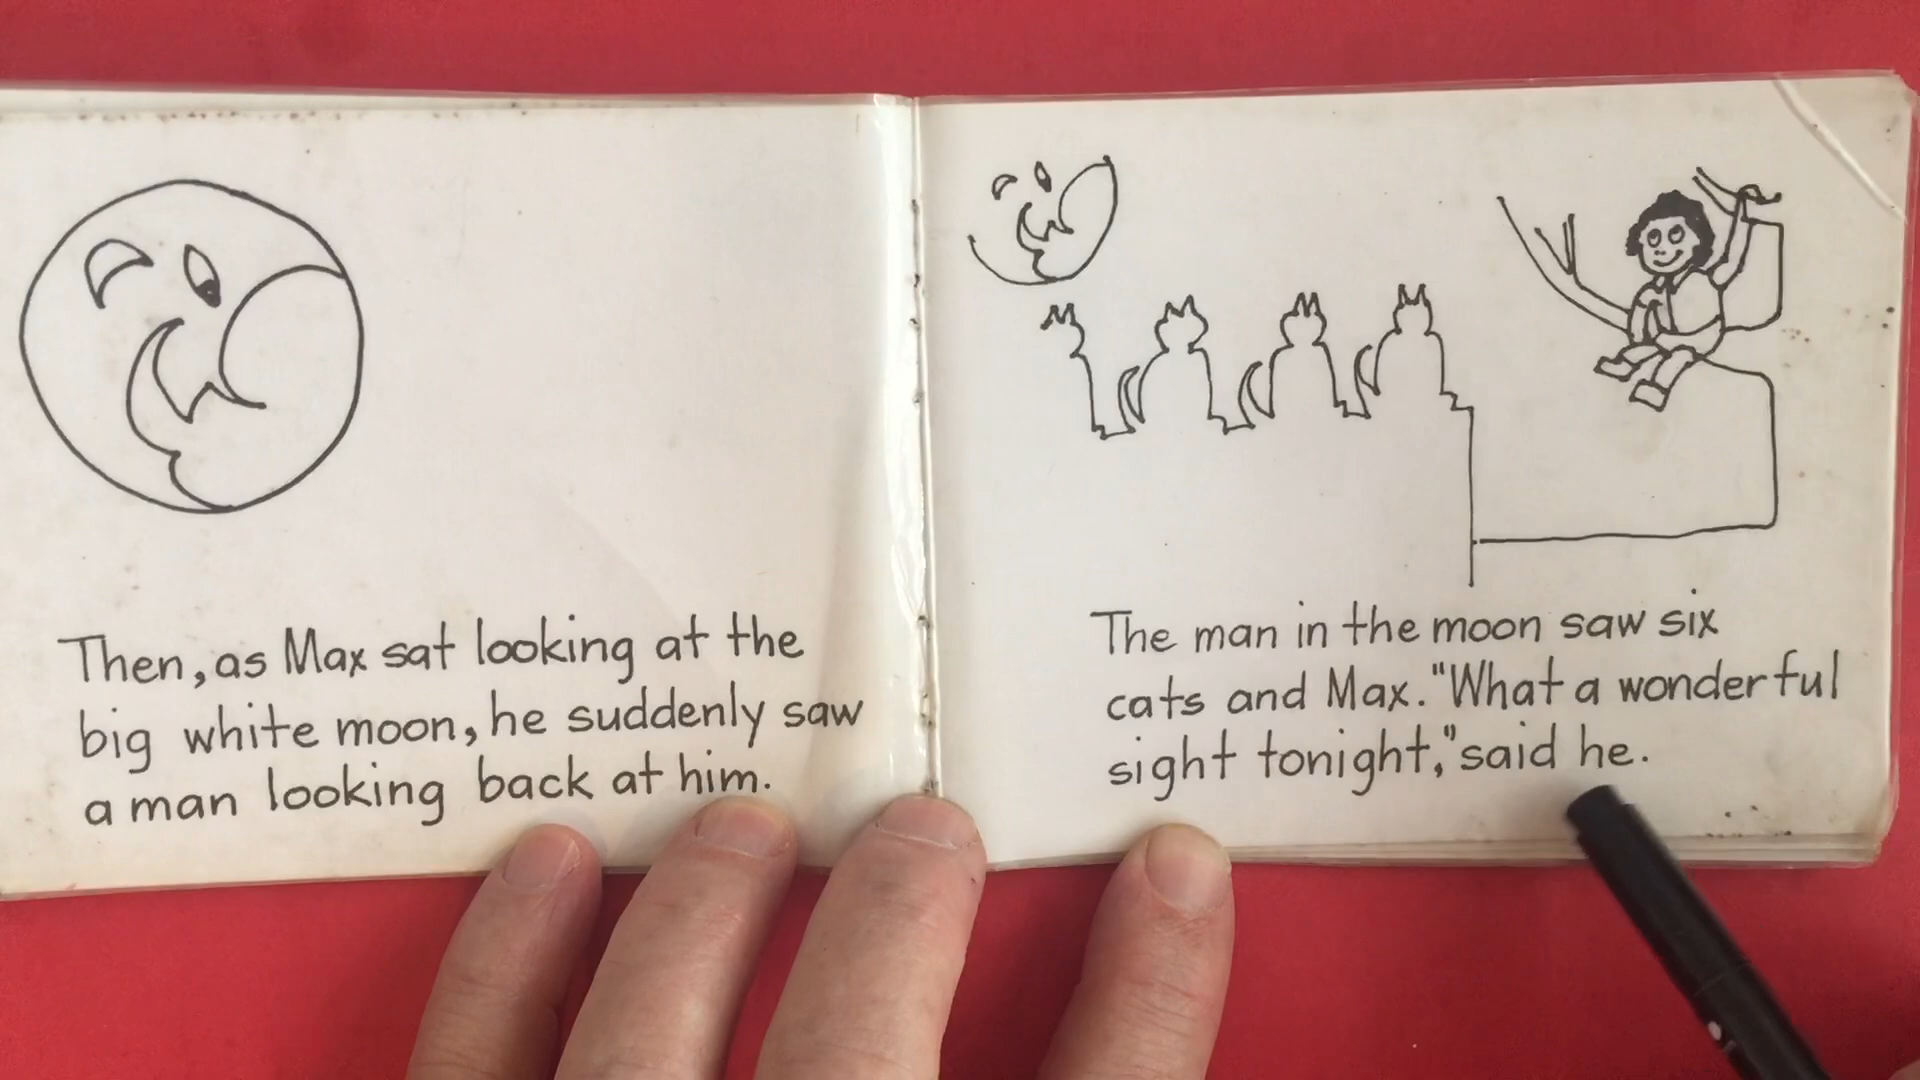 Then, as Max sat looking at the
big white moon, he suddenly saw
a man looking back at him.
The man in the moon saw six
cats and Max. "What a wonderful
sight tonight," said he.